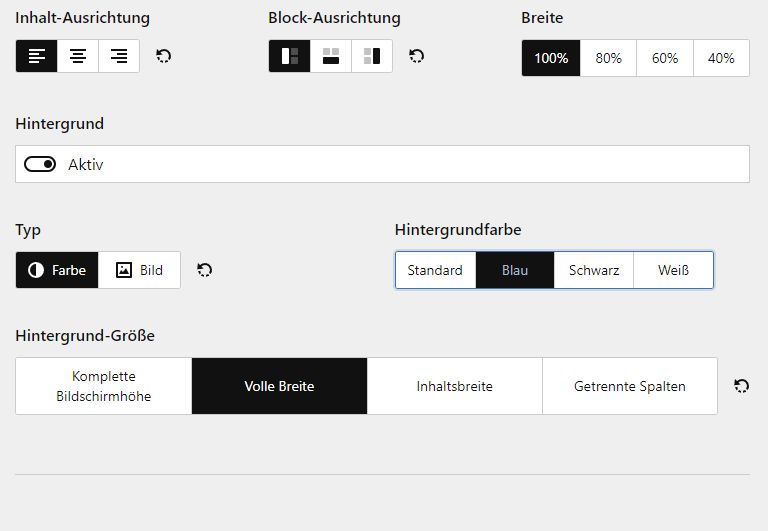 Inhalt-Ausrichtung
Block-Ausrichtung
Breite
100%
80%
60%
40%
Hintergrund
Aktiv
Typ
Hintergrundfarbe
Farbe
Bild
Standard
Blau
Schwarz
Weiß
Hintergrund-Größe
Komplette
Bildschirmhöhe
Volle Breite
Inhaltsbreite
Getrennte Spalten